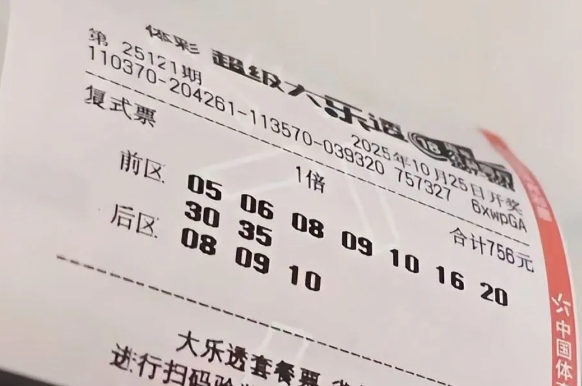 体彩 超级大乐透
第 25121期 2025年10月25日开奖
110370-204261-113570-039320 757327 6xwpGA
复式票 1倍 合计756元
前区 05 06 08 09 10 16 20
30 35
后区 08 09 10
大乐透套餐票
进行扫码验
中国体